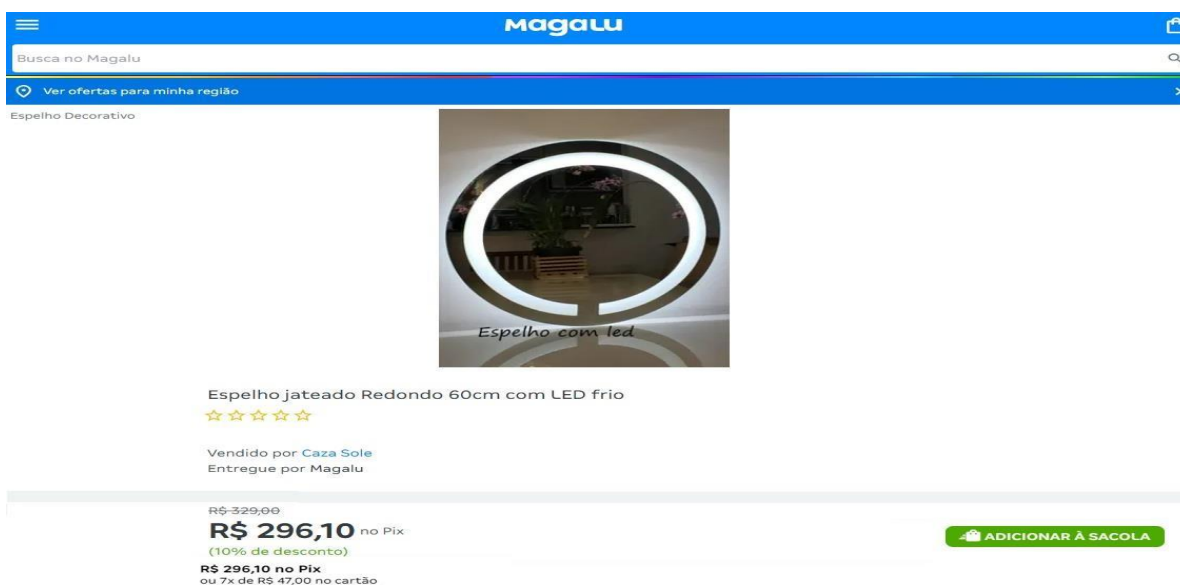 Magalu
Busca no Magalu
Ver ofertas para minha região
Espelho Decorativo
Espelho com led
Espelho jateado Redondo 60cm com LED frio
Vendido por Caza Sole
Entregue por Magalu
R$ 329,00
R$ 296,10 no Pix
(10% de desconto)
ADICIONAR À SACOLA
R$ 296,10 no Pix
ou 7x de R$ 47,00 no cartão